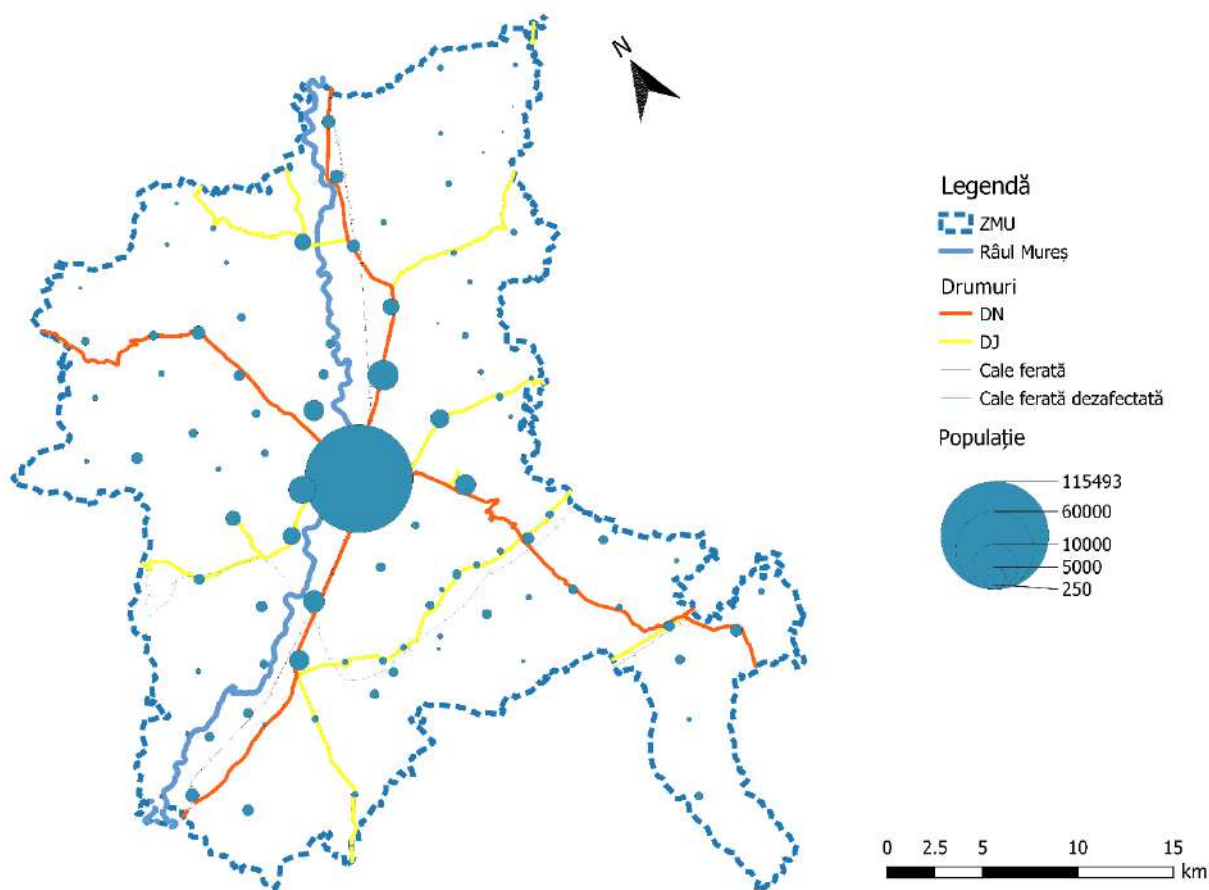 N
Legendă
ZMU
Râul Mureș
Drumuri
DN
DJ
Cale ferată
Cale ferată dezafectată
Populație
115493
60000
10000
5000
250
0 2.5 5 10 15
km